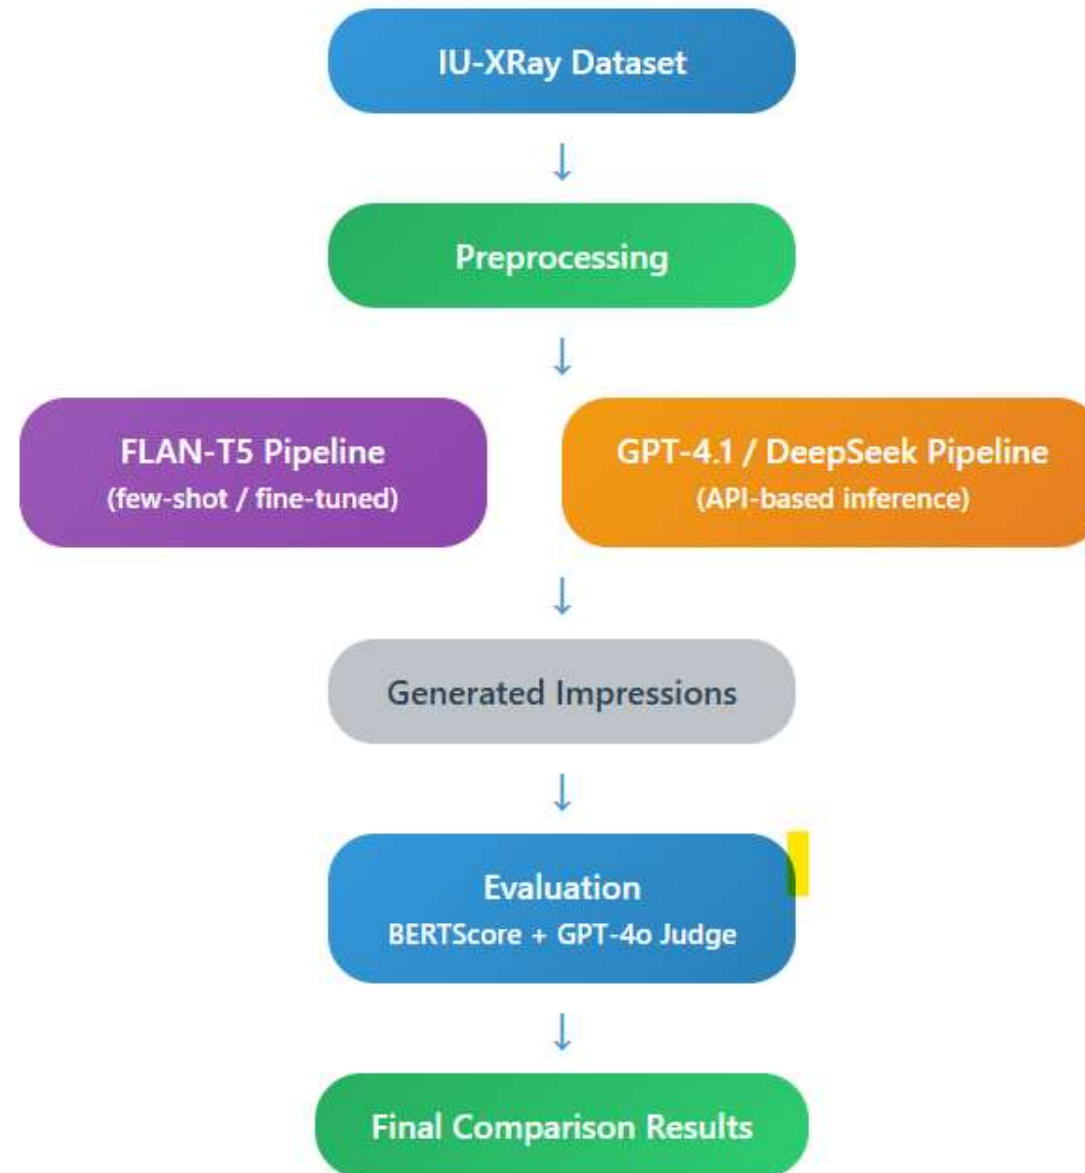 IU-XRay Dataset
↓
Preprocessing
↓
FLAN-T5 Pipeline
(few-shot / fine-tuned)
GPT-4.1 / DeepSeek Pipeline
(API-based inference)
↓
Generated Impressions
↓
Evaluation
BERTScore + GPT-4o Judge
↓
Final Comparison Results